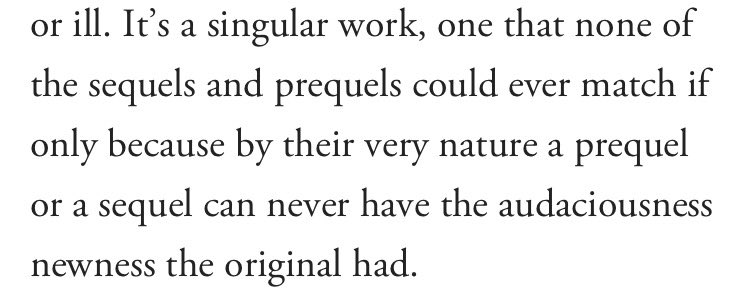 or ill. It’s a singular work, one that none of
the sequels and prequels could ever match if
only because by their very nature a prequel
or a sequel can never have the audaciousness
newness the original had.